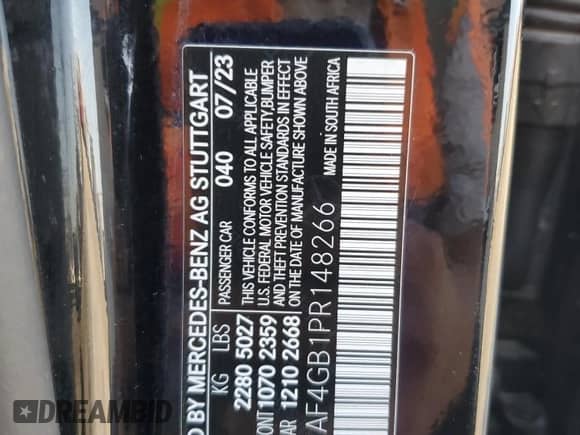 D BY MERCEDES-BENZ AG STUTTGART
PASSENGER CAR 040 07/23
KG LBS
2280 5027
ONT 1070 2359
AR 1210 2668
THIS VEHICLE CONFORMS TO ALL APPLICABLE
U.S. FEDERAL MOTOR VEHICLE SAFETY, BUMPER
AND THEFT PREVENTION STANDARDS IN EFFECT
ON THE DATE OF MANUFACTURE SHOWN ABOVE
AF4GB1PR148266
MADE IN SOUTH AFRICA
DREAMBID